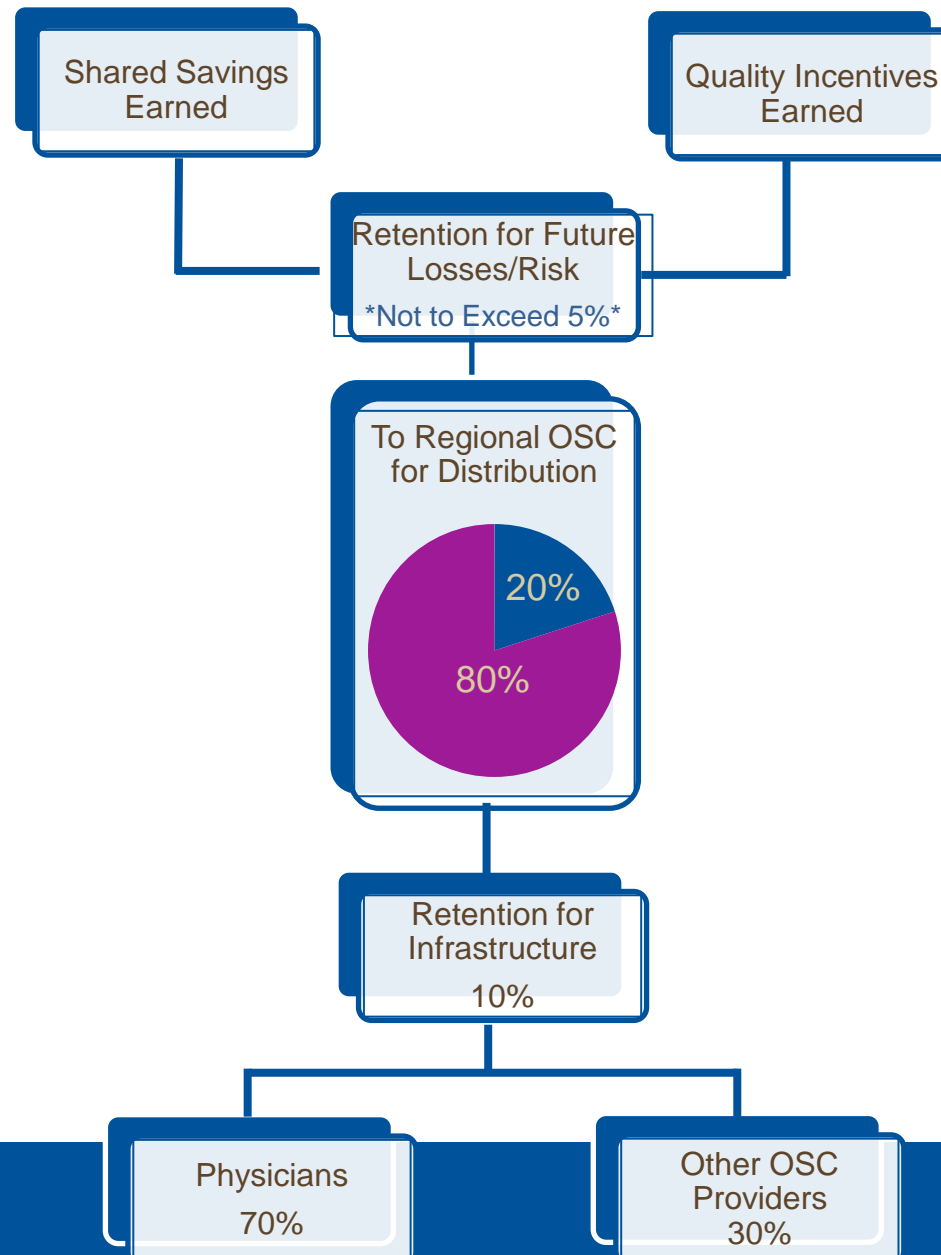 Shared Savings
Earned
Quality Incentives
Earned
Retention for Future
Losses/Risk
*Not to Exceed 5%*
To Regional OSC
for Distribution
20%
80%
Retention for
Infrastructure
10%
Physicians
70%
Other OSC
Providers
30%